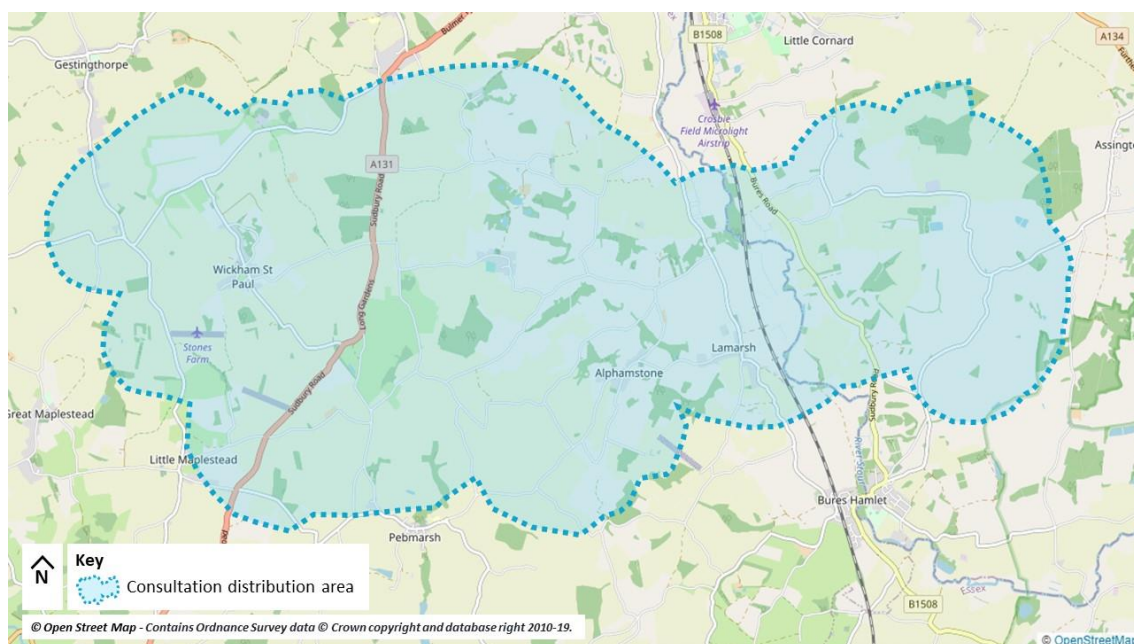 Bulmer
B1508
Little Cornard
A134
Gestingthorpe
Crosbie
Field Microlight
Airstrip
Assingt
A131
Sudbury Road
Bures Road
Wickham St
Paul
Long Gardens
Stones
Farm
Lamarsh
Alphamstone
Sudbury Road
Sudbury Road
Great Maplestead
Little Maplestead
River Stour
Bures Hamlet
Pebmarsh
N
Key
Consultation distribution area
Essex
B1508
© Open Street Map - Contains Ordnance Survey data © Crown copyright and database right 2010-19.
© OpenStreetMap